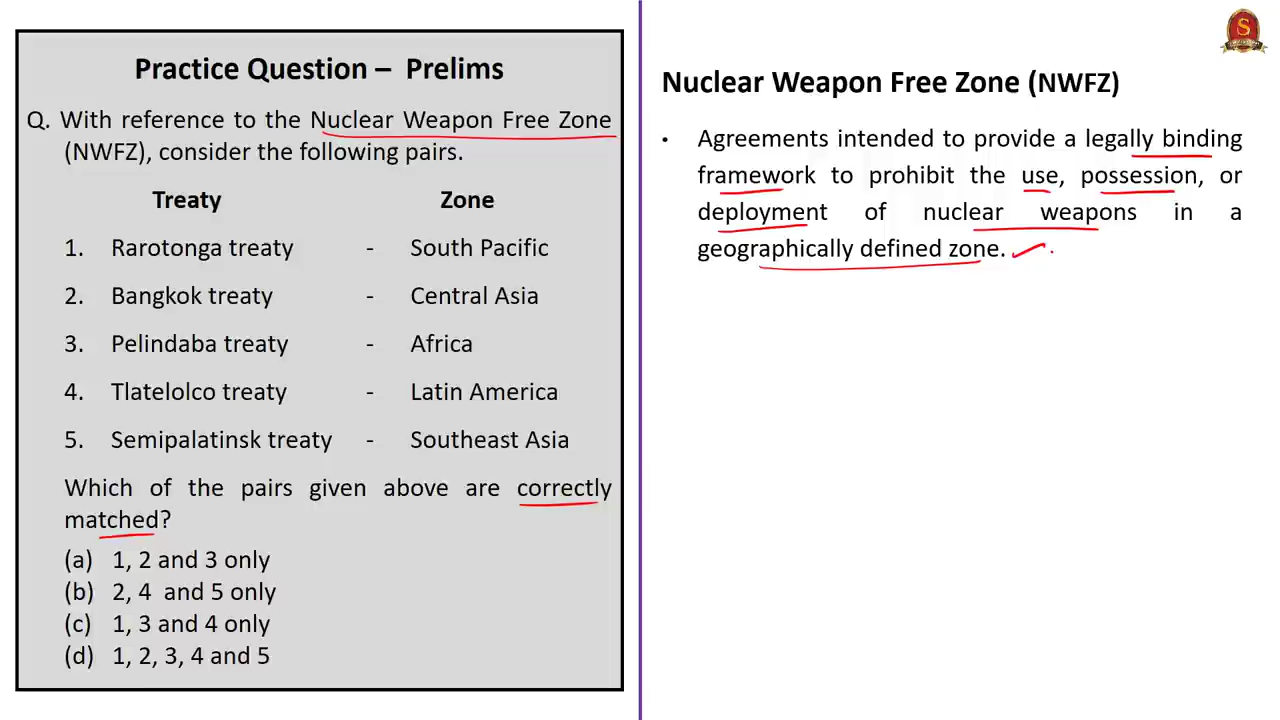 Practice Question – Prelims
Q. With reference to the Nuclear Weapon Free Zone
(NWFZ), consider the following pairs.
Treaty Zone
1. Rarotonga treaty - South Pacific
2. Bangkok treaty - Central Asia
3. Pelindaba treaty - Africa
4. Tlatelolco treaty - Latin America
5. Semipalatinsk treaty - Southeast Asia
Which of the pairs given above are correctly
matched?
(a) 1, 2 and 3 only
(b) 2, 4 and 5 only
(c) 1, 3 and 4 only
(d) 1, 2, 3, 4 and 5
S
Nuclear Weapon Free Zone (NWFZ)
• Agreements intended to provide a legally binding
framework to prohibit the use, possession, or
deployment of nuclear weapons in a
geographically defined zone.